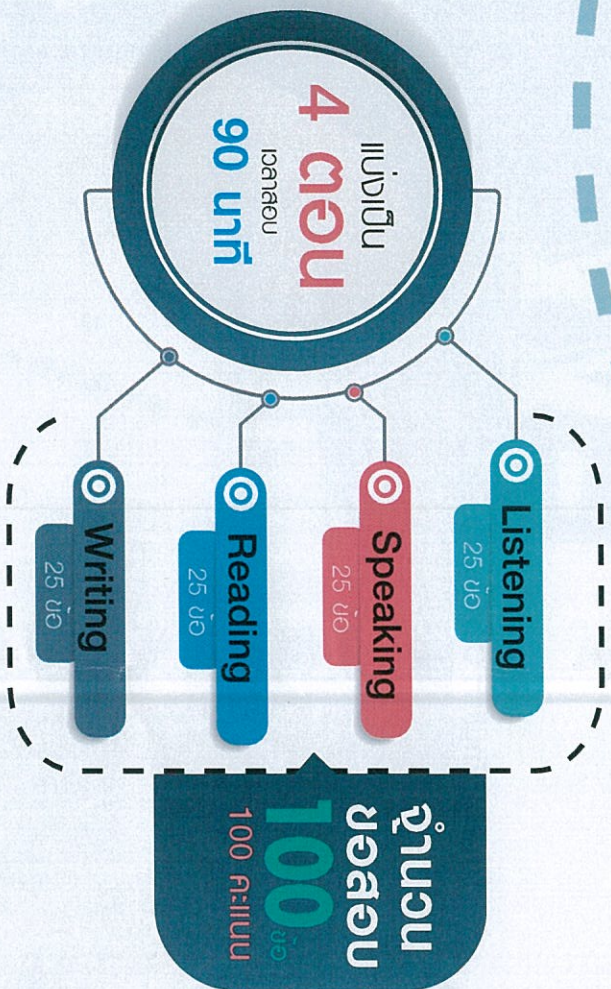 แบ่งเป็น
4 ตอน
เวลาสอบ
90 นาที
Listening
25 ข้อ
Speaking
25 ข้อ
Reading
25 ข้อ
Writing
25 ข้อ
จำนวน
ข้อสอบ
100 ข้อ
100 คะแนน